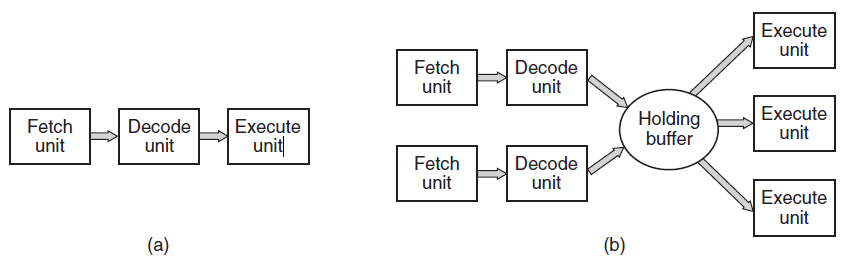 Fetch
unit
Decode
unit
Execute
unit
(a)
Fetch
unit
Decode
unit
Fetch
unit
Decode
unit
Holding
buffer
Execute
unit
Execute
unit
Execute
unit
(b)